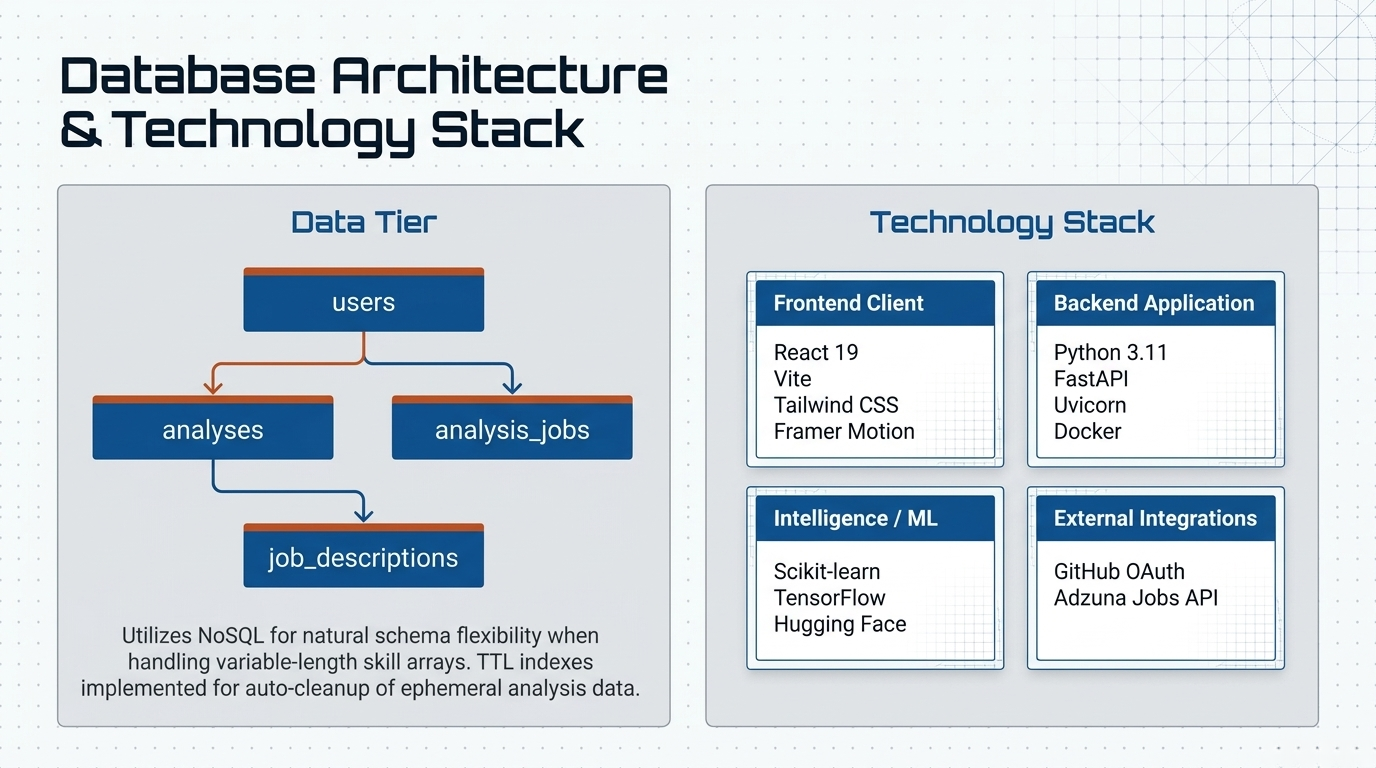 Database Architecture
& Technology Stack
Data Tier
users
analyses
analysis_jobs
job_descriptions
Utilizes NoSQL for natural schema flexibility when
handling variable-length skill arrays. TTL indexes
implemented for auto-cleanup of ephemeral analysis data.
Technology Stack
Frontend Client
React 19
Vite
Tailwind CSS
Framer Motion
Backend Application
Python 3.11
FastAPI
Uvicorn
Docker
Intelligence / ML
Scikit-learn
TensorFlow
Hugging Face
External Integrations
GitHub OAuth
Adzuna Jobs API